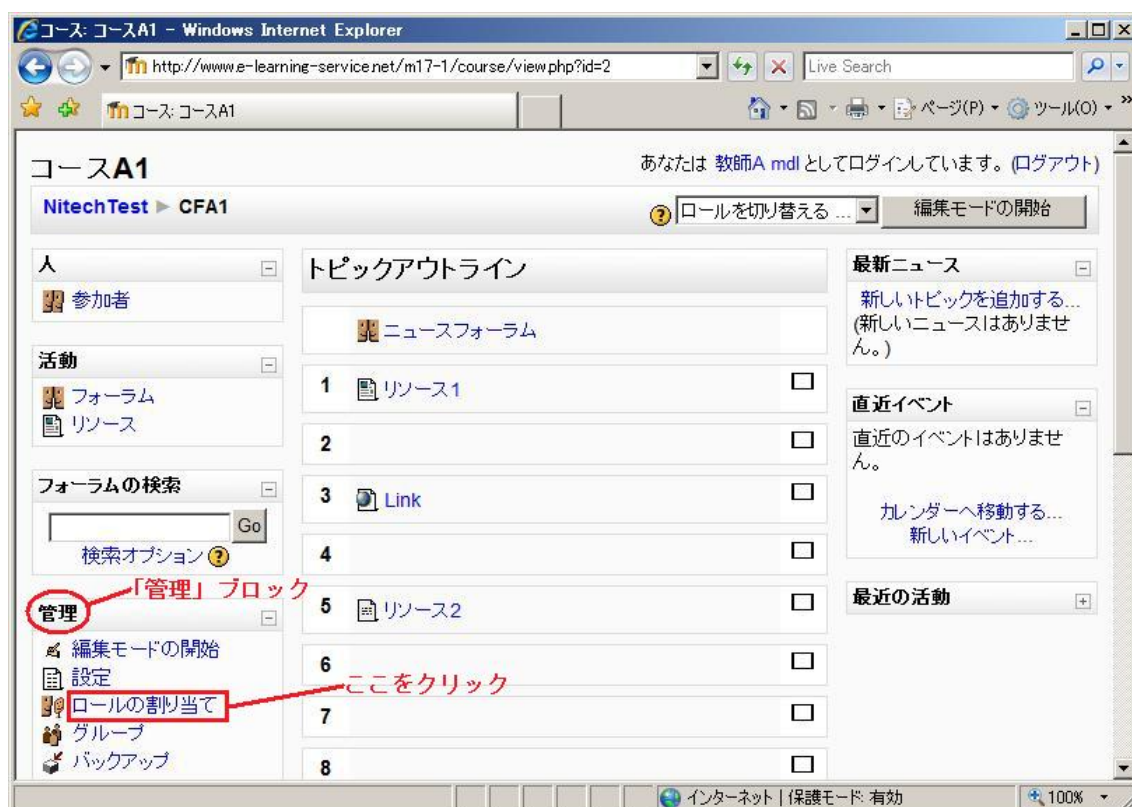 コース: コースA1 - Windows Internet Explorer
http://www.e-learning-service.net/m17-1/course/view.php?id=2
Live Search
コース: コースA1
ページ(P)
ツール(O)
»
コースA1
あなたは 教師A mdl としてログインしています。(ログアウト)
NitechTest ► CFA1
ロールを切り替える ...
編集モードの開始
人
参加者
活動
フォーラム
リソース
フォーラムの検索
Go
検索オプション
「管理」ブロック
管理
編集モードの開始
設定
ロールの割り当て
ここをクリック
グループ
バックアップ
トピックアウトライン
ニュースフォーラム
1 リソース1
2
3 Link
4
5 リソース2
6
7
8
最新ニュース
新しいトピックを追加する...
(新しいニュースはありませ
ん。)
直近イベント
直近のイベントはありませ
ん。
カレンダーへ移動する...
新しいイベント...
最近の活動
インターネット | 保護モード: 有効
100%